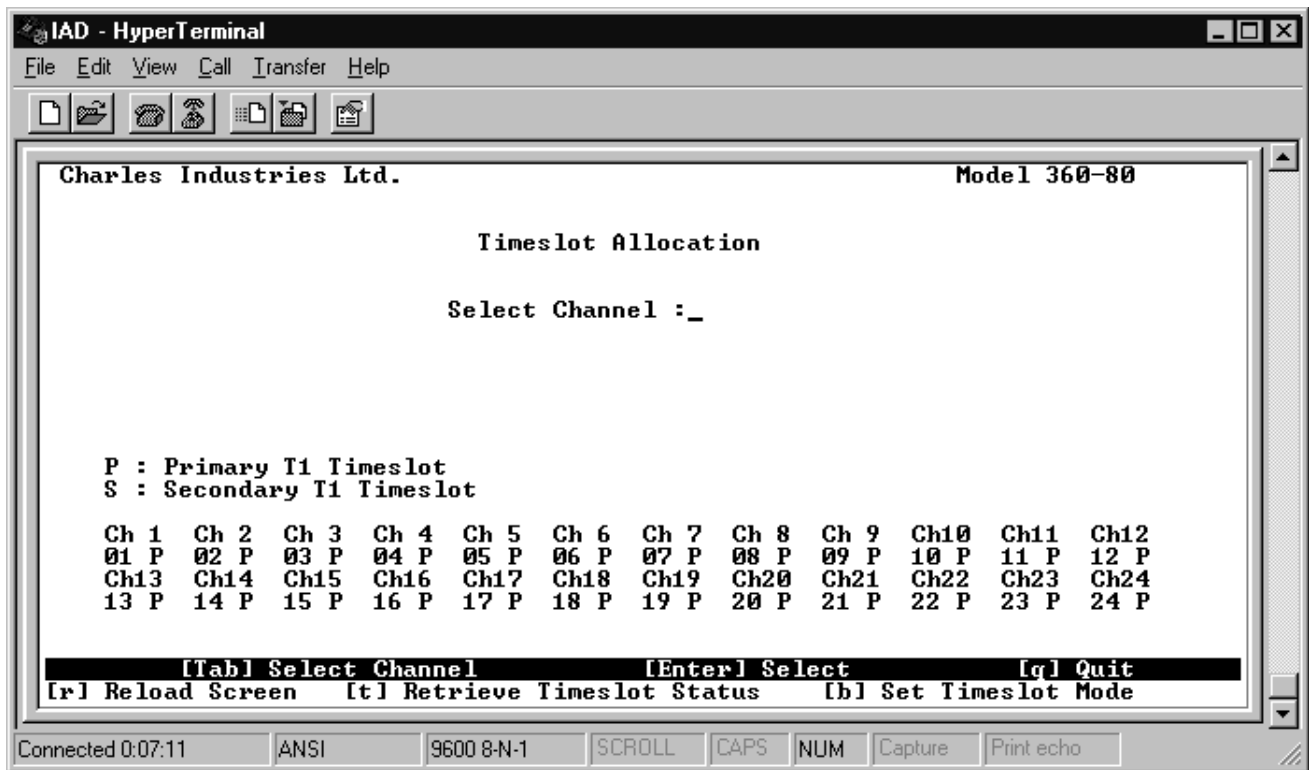 IAD - HyperTerminal
File Edit View Call Transfer Help
Charles Industries Ltd. Model 360-80
Timeslot Allocation
Select Channel :_
P : Primary T1 Timeslot
S : Secondary T1 Timeslot
Ch 1 Ch 2 Ch 3 Ch 4 Ch 5 Ch 6 Ch 7 Ch 8 Ch 9 Ch10 Ch11 Ch12
01 P 02 P 03 P 04 P 05 P 06 P 07 P 08 P 09 P 10 P 11 P 12 P
Ch13 Ch14 Ch15 Ch16 Ch17 Ch18 Ch19 Ch20 Ch21 Ch22 Ch23 Ch24
13 P 14 P 15 P 16 P 17 P 18 P 19 P 20 P 21 P 22 P 23 P 24 P
[Tab] Select Channel [Enter] Select [q] Quit
[r] Reload Screen [t] Retrieve Timeslot Status [b] Set Timeslot Mode
Connected 0:07:11 ANSI 9600 8-N-1 SCROLL CAPS NUM Capture Print echo